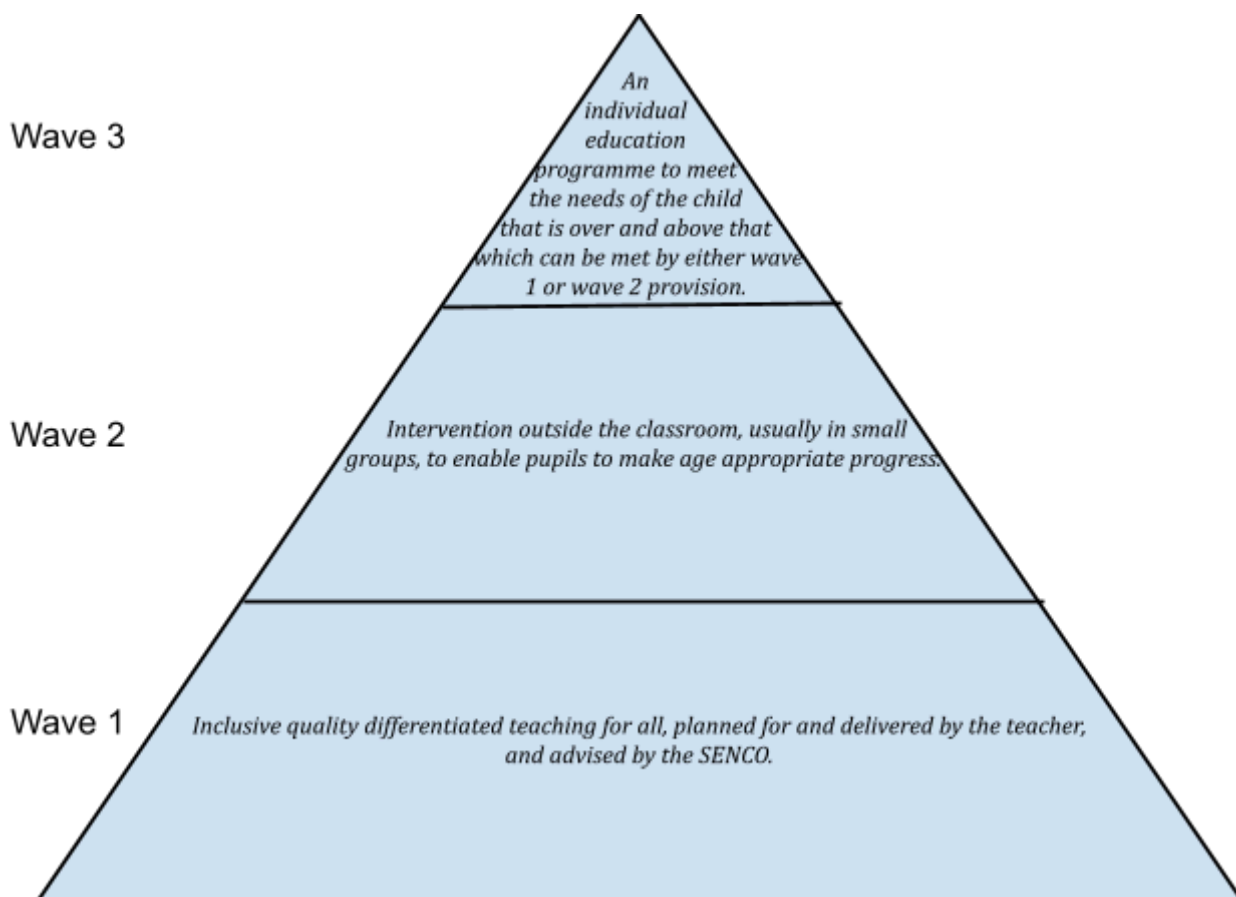 Wave 3
An
individual
education
programme to meet
the needs of the child
that is over and above that
which can be met by either wave
1 or wave 2 provision.
Wave 2
Intervention outside the classroom, usually in small
groups, to enable pupils to make age appropriate progress.
Wave 1
Inclusive quality differentiated teaching for all, planned for and delivered by the teacher,
and advised by the SENCO.